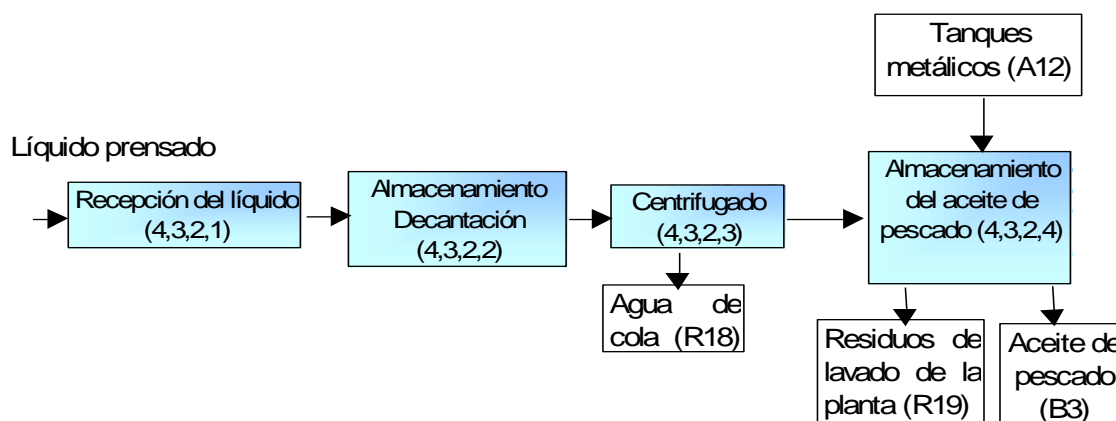 Tanques
metálicos (A12)
Líquido prensado
Recepción del líquido
(4,3,2,1)
Almacenamiento
Decantación
(4,3,2,2)
Centrifugado
(4,3,2,3)
Almacenamiento
del aceite de
pescado (4,3,2,4)
Agua de
cola (R18)
Residuos de
lavado de la
planta (R19)
Aceite de
pescado
(B3)